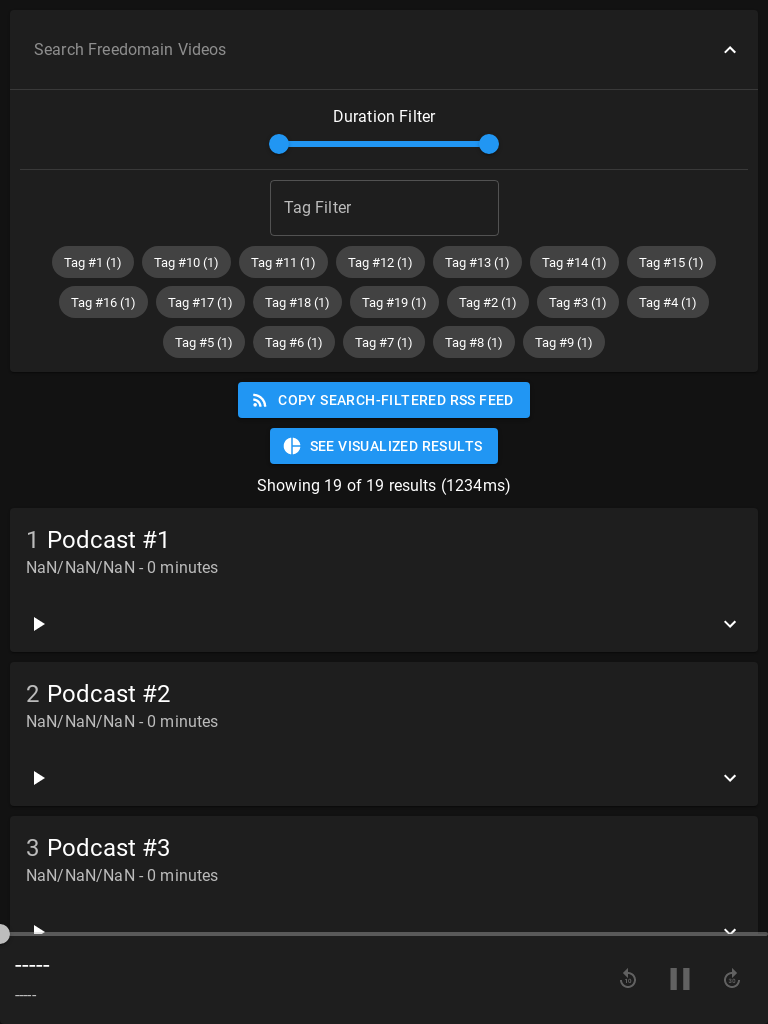 Search Freedomain Videos
Duration Filter
Tag Filter
Tag #1 (1) Tag #10 (1) Tag #11 (1) Tag #12 (1) Tag #13 (1) Tag #14 (1) Tag #15 (1)
Tag #16 (1) Tag #17 (1) Tag #18 (1) Tag #19 (1) Tag #2 (1) Tag #3 (1) Tag #4 (1)
Tag #5 (1) Tag #6 (1) Tag #7 (1) Tag #8 (1) Tag #9 (1)
COPY SEARCH-FILTERED RSS FEED
SEE VISUALIZED RESULTS
Showing 19 of 19 results (1234ms)
1 Podcast #1
NaN/NaN/NaN - 0 minutes
2 Podcast #2
NaN/NaN/NaN - 0 minutes
3 Podcast #3
NaN/NaN/NaN - 0 minutes
-----
10 30
-----